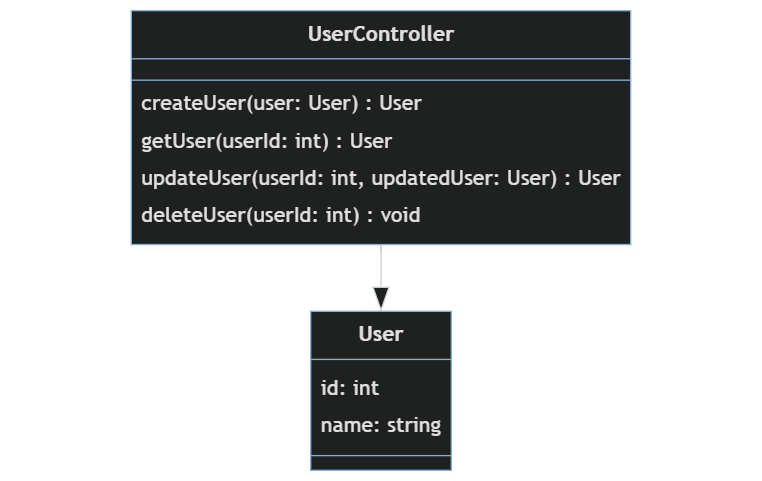 UserController
createUser(user: User) : User
getUser(userId: int) : User
updateUser(userId: int, updatedUser: User) : User
deleteUser(userId: int) : void
User
id: int
name: string